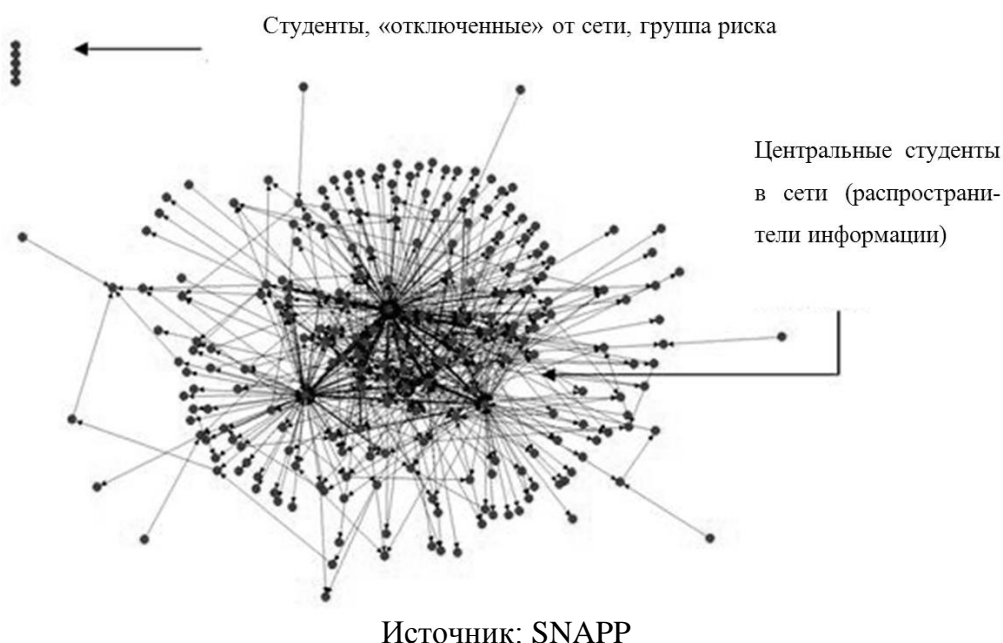 Студенты, «отключенные» от сети, группа риска
Центральные студенты
в сети (распространи-
тели информации)
Источник: SNAPP